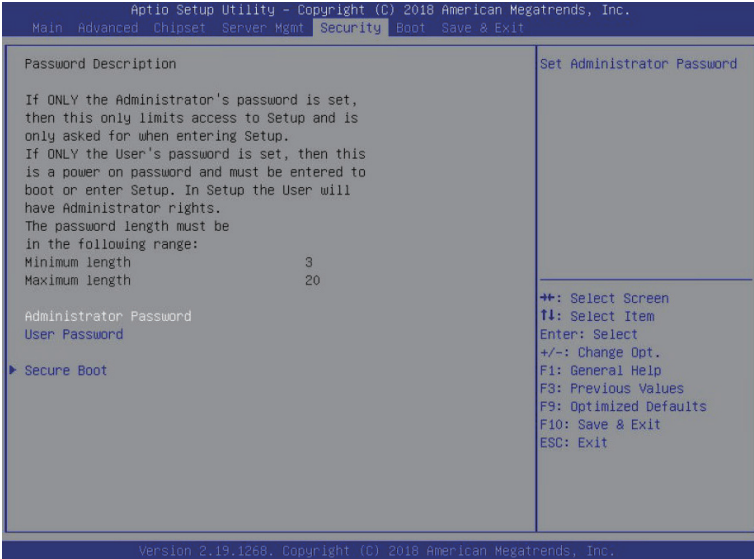 Aptio Setup Utility – Copyright (C) 2018 American Megatrends, Inc.
Main Advanced Chipset Server Mgmt Security Boot Save & Exit
Password Description
If ONLY the Administrator's password is set,
then this only limits access to Setup and is
only asked for when entering Setup.
If ONLY the User's password is set, then this
is a power on password and must be entered to
boot or enter Setup. In Setup the User will
have Administrator rights.
The password length must be
in the following range:
Minimum length 3
Maximum length 20
Administrator Password
User Password
Secure Boot
Set Administrator Password
→←: Select Screen
↑↓: Select Item
Enter: Select
+/-: Change Opt.
F1: General Help
F3: Previous Values
F9: Optimized Defaults
F10: Save & Exit
ESC: Exit
Version 2.19.1268. Copyright (C) 2018 American Megatrends, Inc.